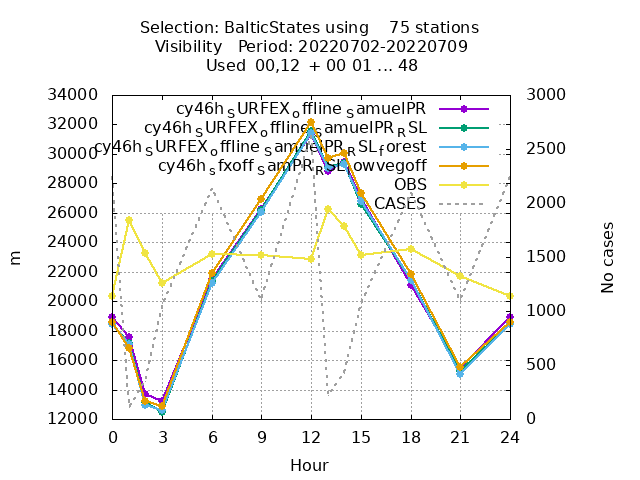 Selection: BalticStates using    75 stations
Visibility   Period: 20220702-20220709
Used  00,12  + 00 01 ... 48
34000
32000
30000
28000
26000
24000
22000
20000
18000
16000
14000
12000
3000
2500
2000
1500
1000
500
0
cy46h_SURFEX_offline_SamuelPR
cy46h_SURFEX_offline_SamuelPR_RSL
cy46h_SURFEX_offline_SamuelPR_RSL_forest
cy46h_sfxoff_SamPR_RSL_lowvegoff
OBS
CASES
m
No cases
0 3 6 9 12 15 18 21 24
Hour